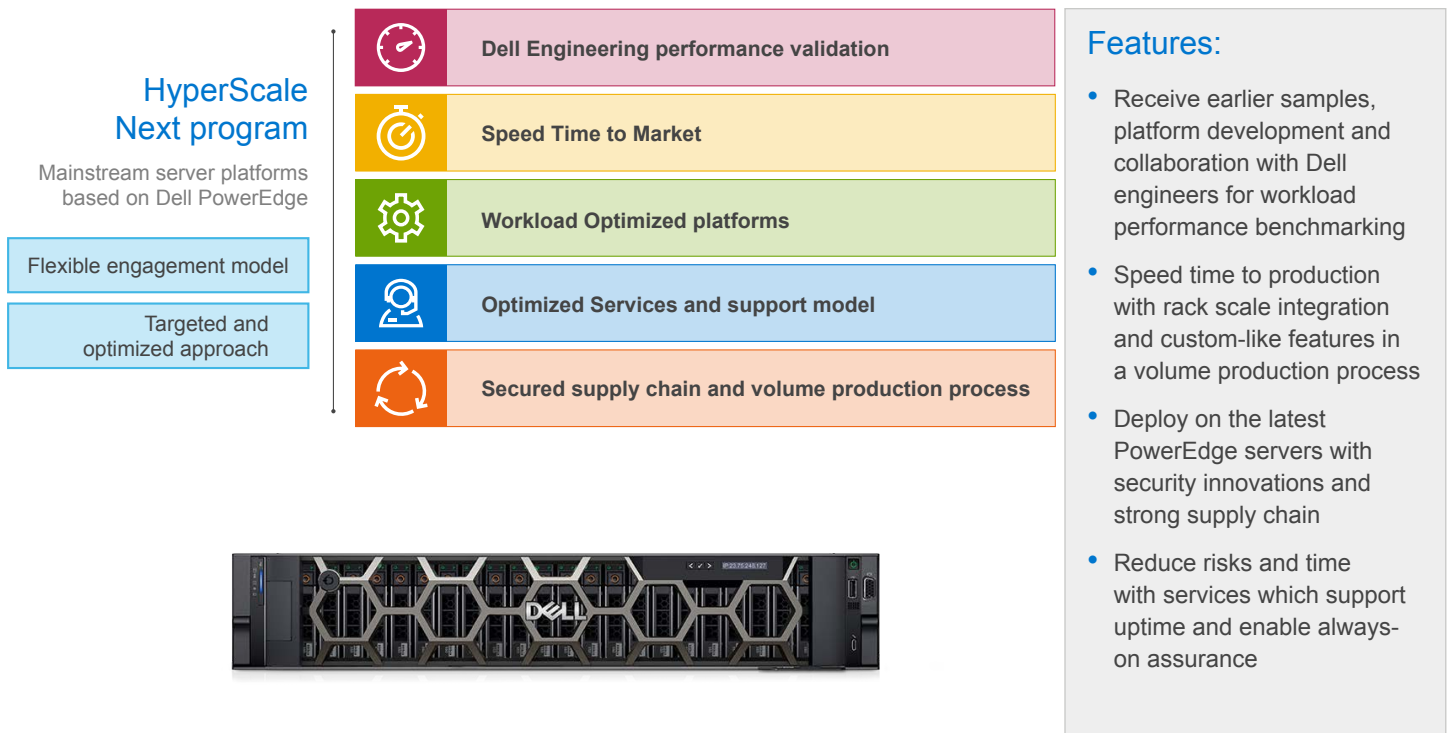 HyperScale
Next program
Mainstream server platforms
based on Dell PowerEdge
Flexible engagement model
Targeted and
optimized approach
Dell Engineering performance validation
Speed Time to Market
Workload Optimized platforms
Optimized Services and support model
Secured supply chain and volume production process
Features:
• Receive earlier samples,
platform development and
collaboration with Dell
engineers for workload
performance benchmarking
• Speed time to production
with rack scale integration
and custom-like features in
a volume production process
• Deploy on the latest
PowerEdge servers with
security innovations and
strong supply chain
• Reduce risks and time
with services which support
uptime and enable always-
on assurance
DELL